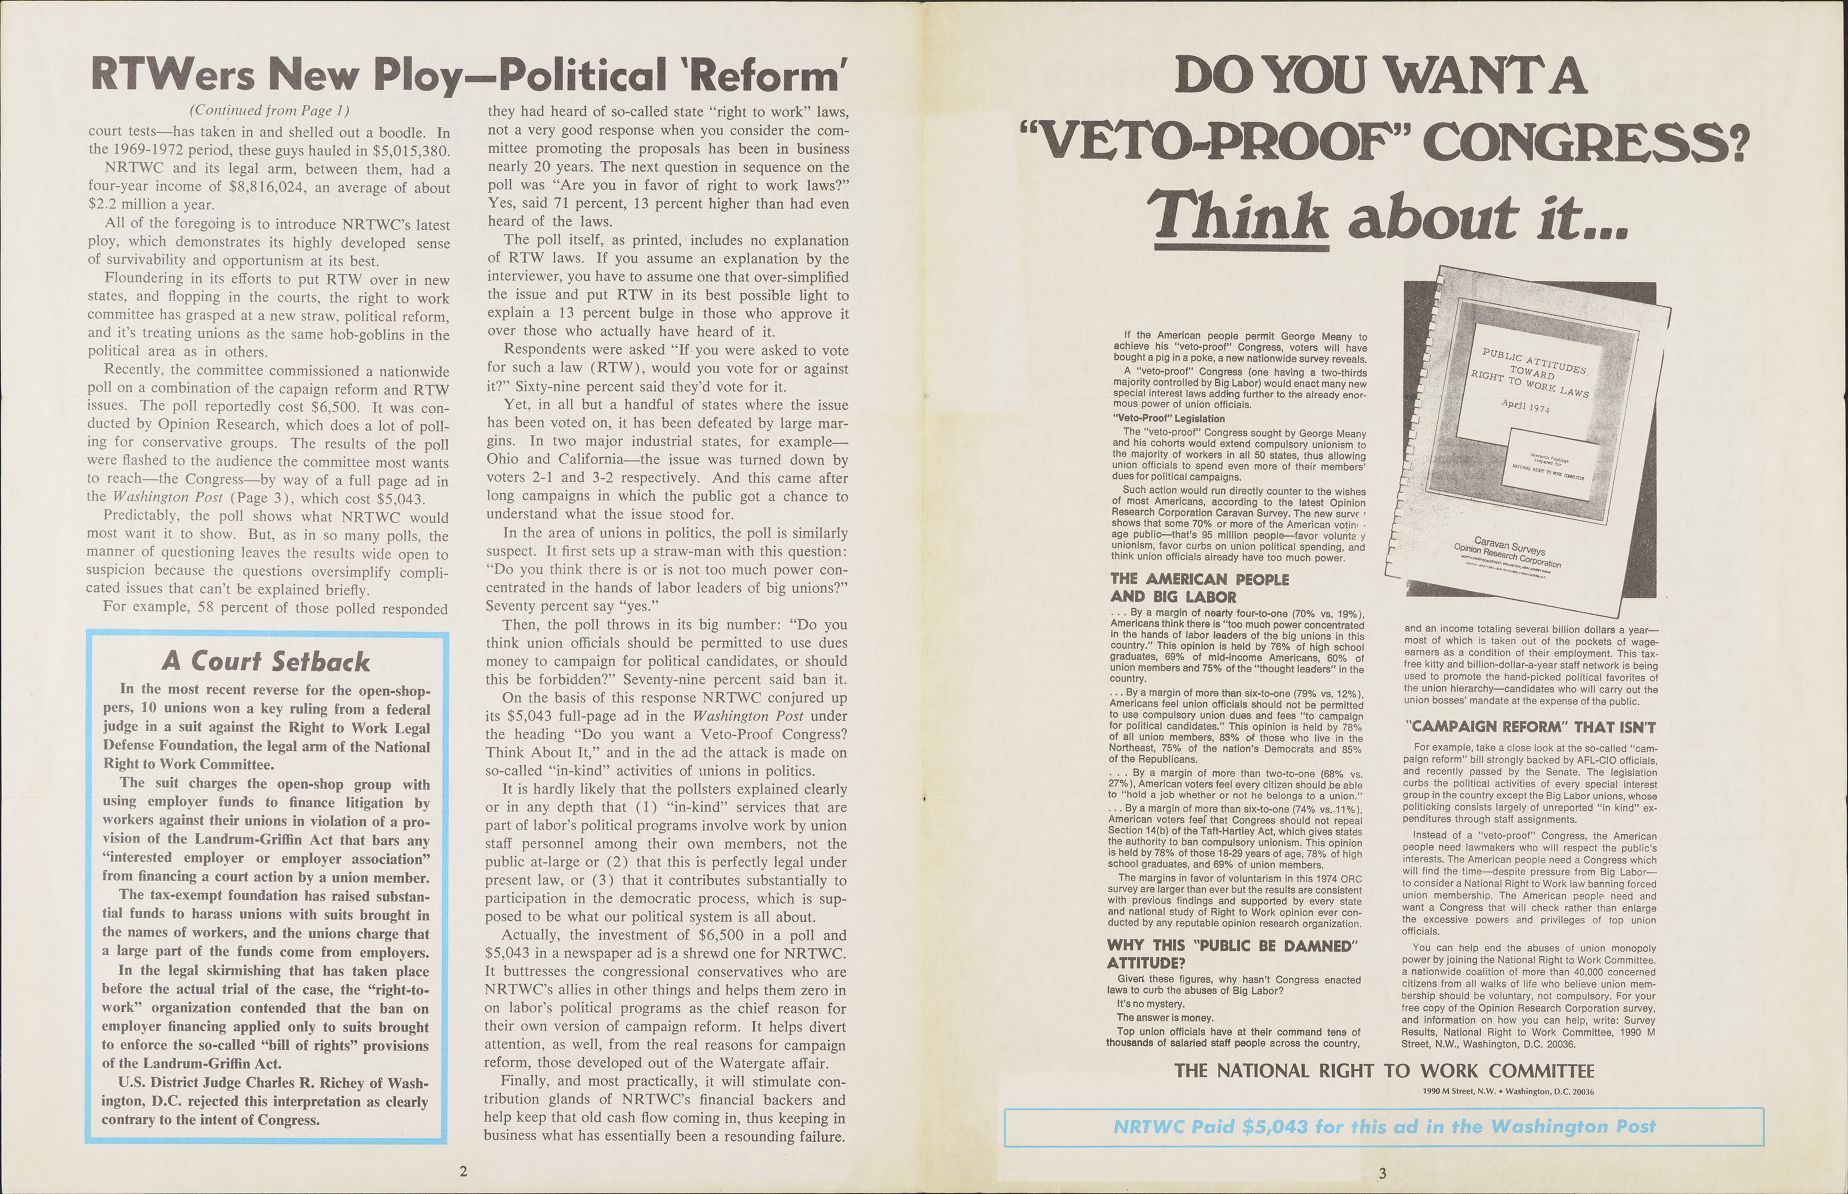 RTWers New Ploy—Political 'Reform'
(Continued from Page 1)
court tests—has taken in and shelled out a boodle. In
the 1969-1972 period, these guys hauled in $5,015,380.
NRTWC and its legal arm, between them, had a
four-year income of $8,816,024, an average of about
$2.2 million a year.
All of the foregoing is to introduce NRTWC's latest
ploy, which demonstrates its highly developed sense
of survivability and opportunism at its best.
Floundering in its efforts to put RTW over in new
states, and flopping in the courts, the right to work
committee has grasped at a new straw, political reform,
and it's treating unions as the same hob-goblins in the
political area as in others.
Recently, the committee commissioned a nationwide
poll on a combination of the capaign reform and RTW
issues. The poll reportedly cost $6,500. It was con-
ducted by Opinion Research, which does a lot of poll-
ing for conservative groups. The results of the poll
were flashed to the audience the committee most wants
to reach—the Congress—by way of a full page ad in
the Washington Post (Page 3), which cost $5,043.
Predictably, the poll shows what NRTWC would
most want it to show. But, as in so many polls, the
manner of questioning leaves the results wide open to
suspicion because the questions oversimplify compli-
cated issues that can't be explained briefly.
For example, 58 percent of those polled responded
A Court Setback
In the most recent reverse for the open-shop-
pers, 10 unions won a key ruling from a federal
judge in a suit against the Right to Work Legal
Defense Foundation, the legal arm of the National
Right to Work Committee.
The suit charges the open-shop group with
using employer funds to finance litigation by
workers against their unions in violation of a pro-
vision of the Landrum-Griffin Act that bars any
"interested employer or employer association"
from financing a court action by a union member.
The tax-exempt foundation has raised substan-
tial funds to harass unions with suits brought in
the names of workers, and the unions charge that
a large part of the funds come from employers.
In the legal skirmishing that has taken place
before the actual trial of the case, the "right-to-
work" organization contended that the ban on
employer financing applied only to suits brought
to enforce the so-called "bill of rights" provisions
of the Landrum-Griffin Act.
U.S. District Judge Charles R. Richey of Wash-
ington, D.C. rejected this interpretation as clearly
contrary to the intent of Congress.
they had heard of so-called state "right to work" laws,
not a very good response when you consider the com-
mittee promoting the proposals has been in business
nearly 20 years. The next question in sequence on the
poll was "Are you in favor of right to work laws?"
Yes, said 71 percent, 13 percent higher than had even
heard of the laws.
The poll itself, as printed, includes no explanation
of RTW laws. If you assume an explanation by the
interviewer, you have to assume one that over-simplified
the issue and put RTW in its best possible light to
explain a 13 percent bulge in those who approve it
over those who actually have heard of it.
Respondents were asked "If you were asked to vote
for such a law (RTW), would you vote for or against
it?" Sixty-nine percent said they'd vote for it.
Yet, in all but a handful of states where the issue
has been voted on, it has been defeated by large mar-
gins. In two major industrial states, for example—
Ohio and California—the issue was turned down by
voters 2-1 and 3-2 respectively. And this came after
long campaigns in which the public got a chance to
understand what the issue stood for.
In the area of unions in politics, the poll is similarly
suspect. It first sets up a straw-man with this question:
"Do you think there is or is not too much power con-
centrated in the hands of labor leaders of big unions?"
Seventy percent say "yes."
Then, the poll throws in its big number: "Do you
think union officials should be permitted to use dues
money to campaign for political candidates, or should
this be forbidden?" Seventy-nine percent said ban it.
On the basis of this response NRTWC conjured up
its $5,043 full-page ad in the Washington Post under
the heading "Do you want a Veto-Proof Congress?
Think About It," and in the ad the attack is made on
so-called "in-kind" activities of unions in politics.
It is hardly likely that the pollsters explained clearly
or in any depth that (1) "in-kind" services that are
part of labor's political programs involve work by union
staff personnel among their own members, not the
public at-large or (2) that this is perfectly legal under
present law, or (3) that it contributes substantially to
participation in the democratic process, which is sup-
posed to be what our political system is all about.
Actually, the investment of $6,500 in a poll and
$5,043 in a newspaper ad is a shrewd one for NRTWC.
It buttresses the congressional conservatives who are
NRTWC's allies in other things and helps them zero in
on labor's political programs as the chief reason for
their own version of campaign reform. It helps divert
attention, as well, from the real reasons for campaign
reform, those developed out of the Watergate affair.
Finally, and most practically, it will stimulate con-
tribution glands of NRTWC's financial backers and
help keep that old cash flow coming in, thus keeping in
business what has essentially been a resounding failure.
2
DO YOU WANT A
"VETO-PROOF" CONGRESS?
Think about it...
If the American people permit George Meany to
achieve his "veto-proof" Congress, voters will have
bought a pig in a poke, a new nationwide survey reveals.
A "veto-proof" Congress (one having a two-thirds
majority controlled by Big Labor) would enact many new
special interest laws adding further to the already enor-
mous power of union officials.
"Veto-Proof" Legislation
The "veto-proof" Congress sought by George Meany
and his cohorts would extend compulsory unionism to
the majority of workers in all 50 states, thus allowing
union officials to spend even more of their members'
dues for political campaigns.
Such action would run directly counter to the wishes
of most Americans, according to the latest Opinion
Research Corporation Caravan Survey. The new surve
shows that some 70% or more of the American votin
age public—that's 95 million people—favor volunta y
unionism, favor curbs on union political spending, and
think union officials already have too much power.
THE AMERICAN PEOPLE
AND BIG LABOR
. . . By a margin of nearly four-to-one (70% vs. 19%),
Americans think there is "too much power concentrated
in the hands of labor leaders of the big unions in this
country." This opinion is held by 76% of high school
graduates, 69% of mid-income Americans, 60% of
union members and 75% of the "thought leaders" in the
country.
. . . By a margin of more than six-to-one (79% vs. 12%),
Americans feel union officials should not be permitted
to use compulsory union dues and fees "to campaign
for political candidates." This opinion is held by 78%
of all union members, 83% of those who live in the
Northeast, 75% of the nation's Democrats and 85%
of the Republicans.
. . . By a margin of more than two-to-one (68% vs.
27%), American voters feel every citizen should be able
to "hold a job whether or not he belongs to a union."
. . . By a margin of more than six-to-one (74% vs. 11%),
American voters feel that Congress should not repeal
Section 14(b) of the Taft-Hartley Act, which gives states
the authority to ban compulsory unionism. This opinion
is held by 78% of those 18-29 years of age, 78% of high
school graduates, and 69% of union members.
The margins in favor of voluntarism in this 1974 ORC
survey are larger than ever but the results are consistent
with previous findings and supported by every state
and national study of Right to Work opinion ever con-
ducted by any reputable opinion research organization.
WHY THIS "PUBLIC BE DAMNED"
ATTITUDE?
Given these figures, why hasn't Congress enacted
laws to curb the abuses of Big Labor?
It's no mystery.
The answer is money.
Top union officials have at their command tens of
thousands of salaried staff people across the country,
PUBLIC ATTITUDES
TOWARD
RIGHT TO WORK LAWS
April 1974
Research Findings
Prepared for
NATIONAL RIGHT TO WORK COMMITTEE
Caravan Surveys
Opinion Research Corporation
and an income totaling several billion dollars a year—
most of which is taken out of the pockets of wage-
earners as a condition of their employment. This tax-
free kitty and billion-dollar-a-year staff network is being
used to promote the hand-picked political favorites of
the union hierarchy—candidates who will carry out the
union bosses' mandate at the expense of the public.
"CAMPAIGN REFORM" THAT ISN'T
For example, take a close look at the so-called "cam-
paign reform" bill strongly backed by AFL-CIO officials,
and recently passed by the Senate. The legislation
curbs the political activities of every special interest
group in the country except the Big Labor unions, whose
politicking consists largely of unreported "in kind" ex-
penditures through staff assignments.
Instead of a "veto-proof" Congress, the American
people need lawmakers who will respect the public's
interests. The American people need a Congress which
will find the time—despite pressure from Big Labor—
to consider a National Right to Work law banning forced
union membership. The American people need and
want a Congress that will check rather than enlarge
the excessive powers and privileges of top union
officials.
You can help end the abuses of union monopoly
power by joining the National Right to Work Committee,
a nationwide coalition of more than 40,000 concerned
citizens from all walks of life who believe union mem-
bership should be voluntary, not compulsory. For your
free copy of the Opinion Research Corporation survey,
and information on how you can help, write: Survey
Results, National Right to Work Committee, 1990 M
Street, N.W., Washington, D.C. 20036.
THE NATIONAL RIGHT TO WORK COMMITTEE
1990 M Street, N.W. • Washington, D.C. 20036
NRTWC Paid $5,043 for this ad in the Washington Post
3